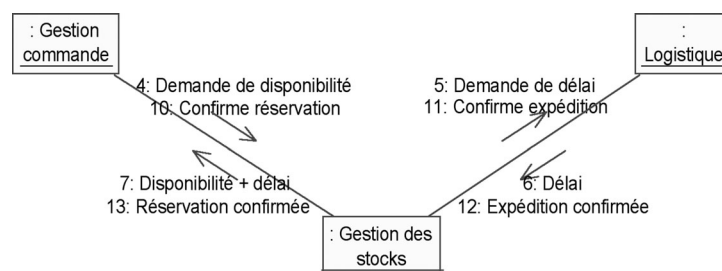 : Gestion
commande
:
Logistique
4: Demande de disponibilité
10: Confirme réservation
5: Demande de délai
11: Confirme expédition
7: Disponibilité + délai
13: Réservation confirmée
6: Délai
12: Expédition confirmée
: Gestion des
stocks